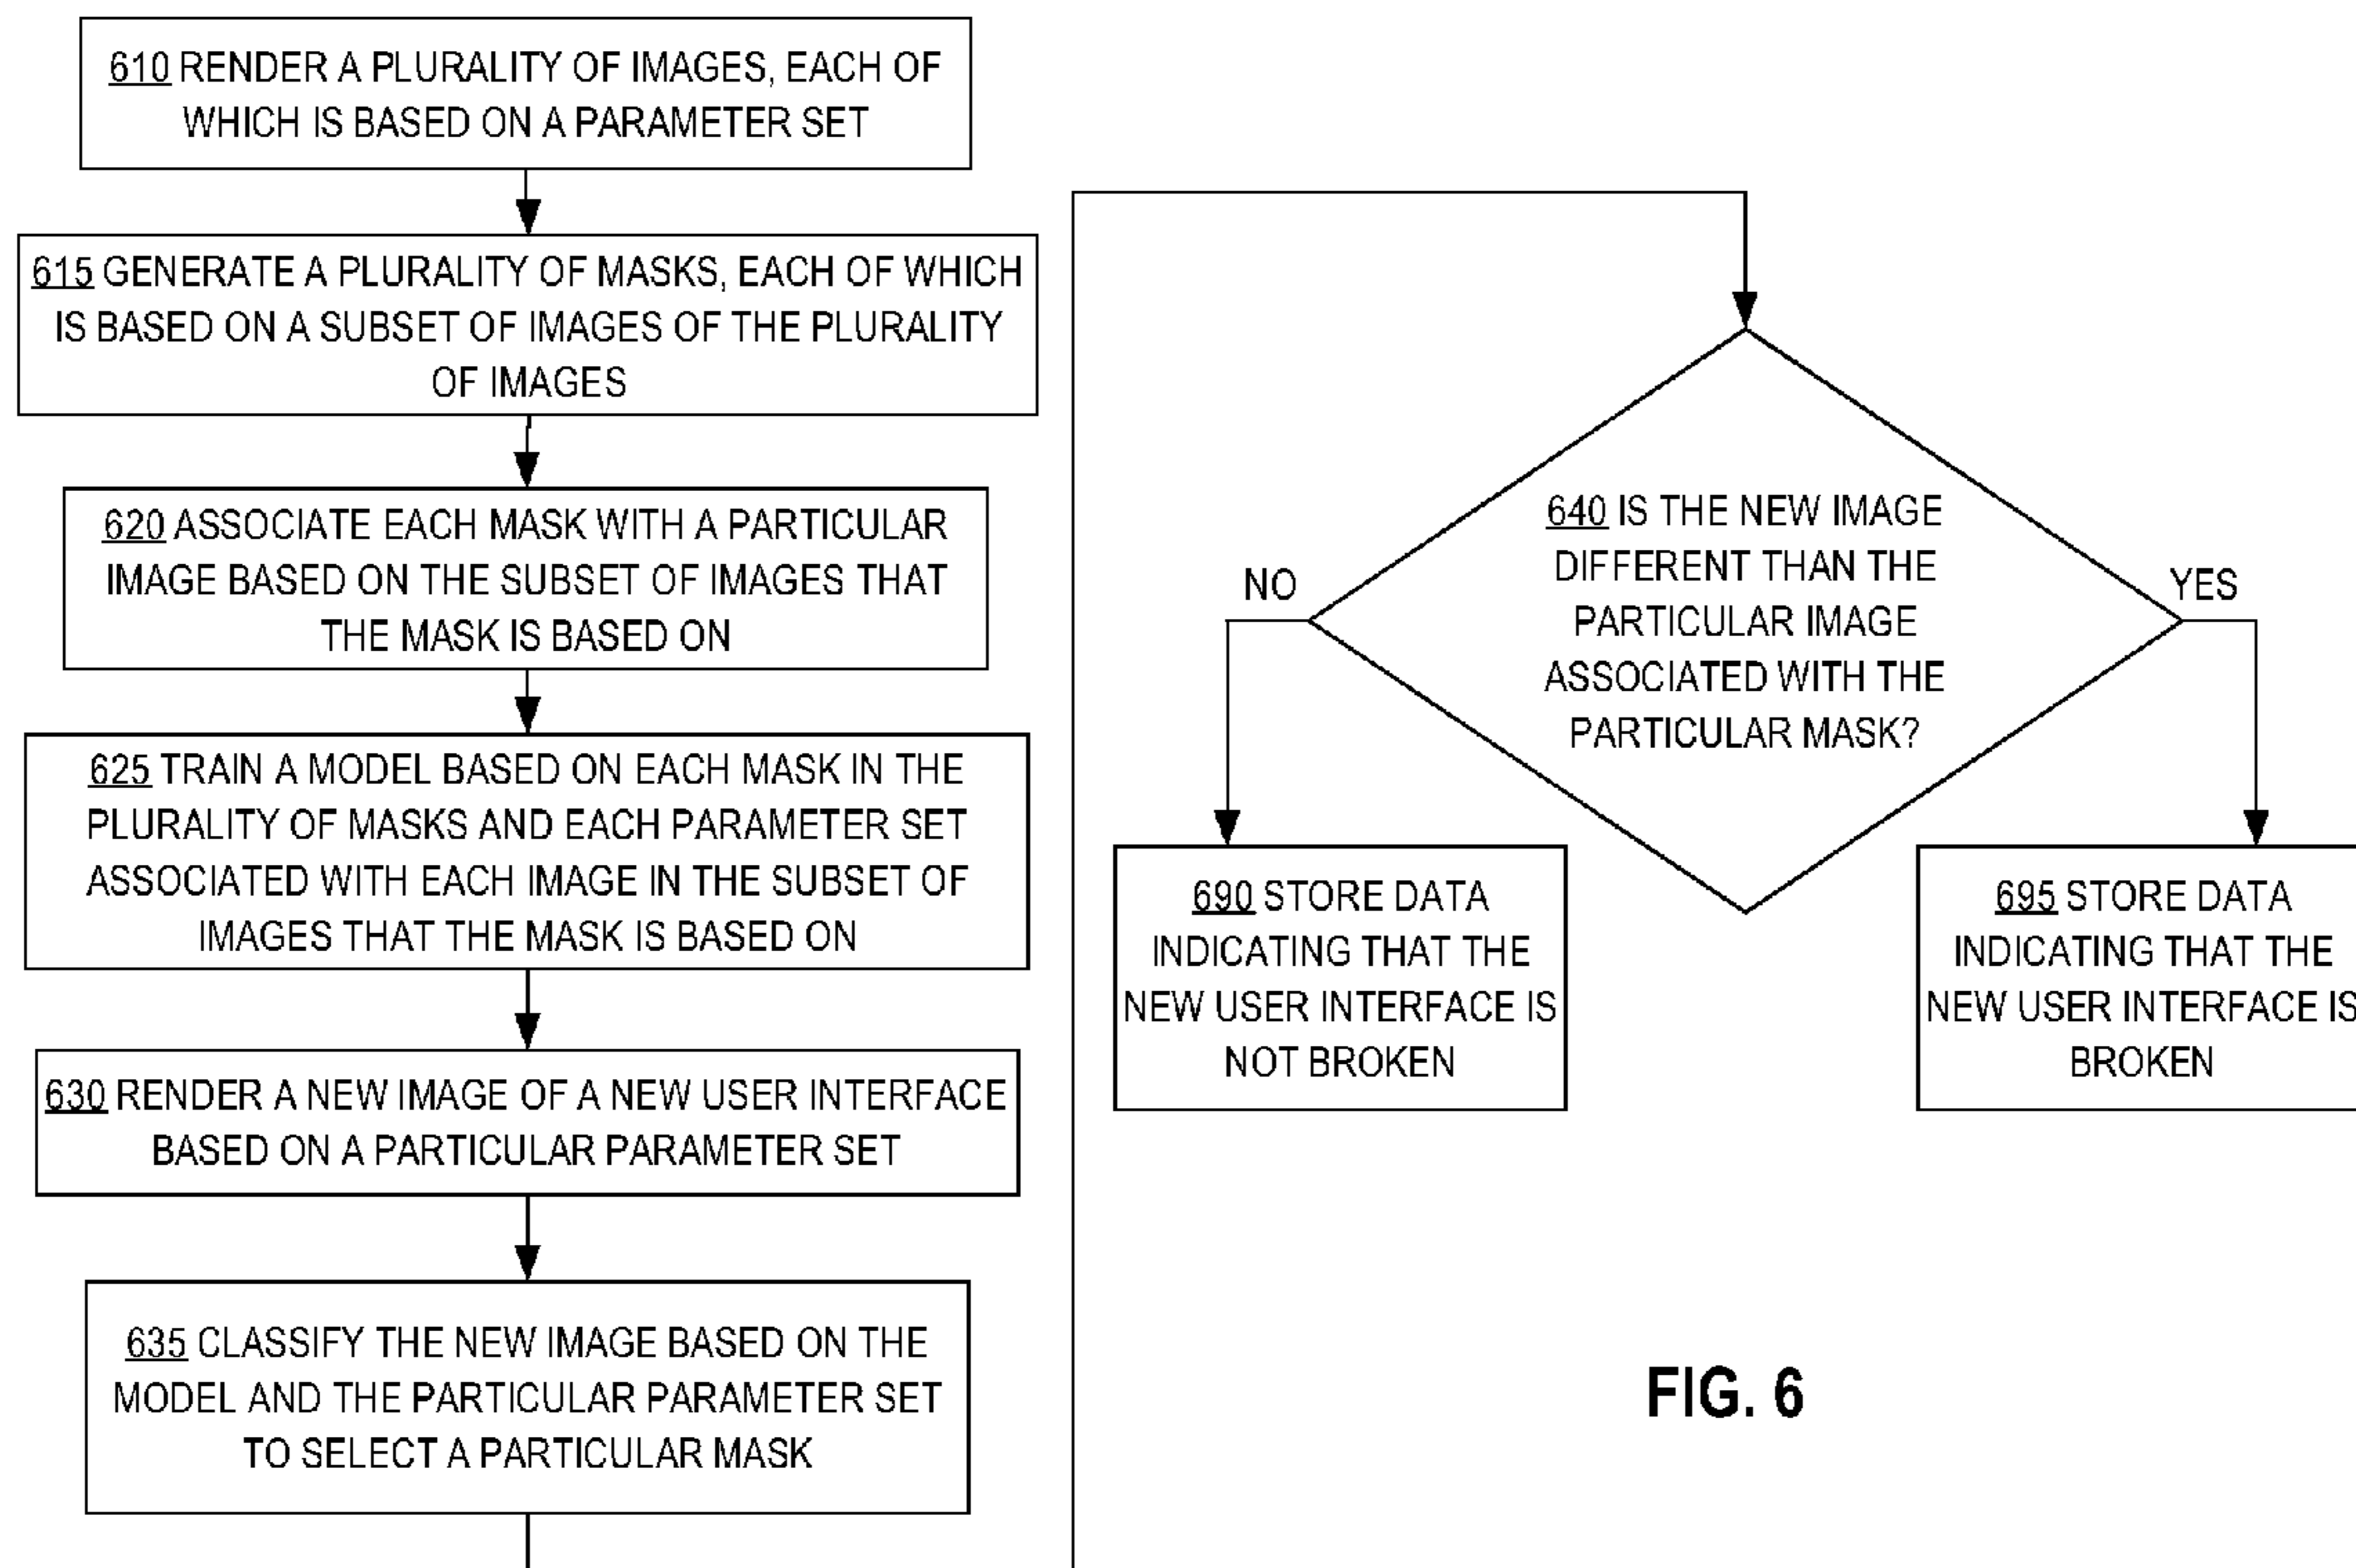 610 RENDER A PLURALITY OF IMAGES, EACH OF
WHICH IS BASED ON A PARAMETER SET
615 GENERATE A PLURALITY OF MASKS, EACH OF WHICH
IS BASED ON A SUBSET OF IMAGES OF THE PLURALITY
OF IMAGES
620 ASSOCIATE EACH MASK WITH A PARTICULAR
IMAGE BASED ON THE SUBSET OF IMAGES THAT
THE MASK IS BASED ON
625 TRAIN A MODEL BASED ON EACH MASK IN THE
PLURALITY OF MASKS AND EACH PARAMETER SET
ASSOCIATED WITH EACH IMAGE IN THE SUBSET OF
IMAGES THAT THE MASK IS BASED ON
630 RENDER A NEW IMAGE OF A NEW USER INTERFACE
BASED ON A PARTICULAR PARAMETER SET
635 CLASSIFY THE NEW IMAGE BASED ON THE
MODEL AND THE PARTICULAR PARAMETER SET
TO SELECT A PARTICULAR MASK
640 IS THE NEW IMAGE
DIFFERENT THAN THE
PARTICULAR IMAGE
ASSOCIATED WITH THE
PARTICULAR MASK?
NO
YES
690 STORE DATA
INDICATING THAT THE
NEW USER INTERFACE IS
NOT BROKEN
695 STORE DATA
INDICATING THAT THE
NEW USER INTERFACE IS
BROKEN
FIG. 6